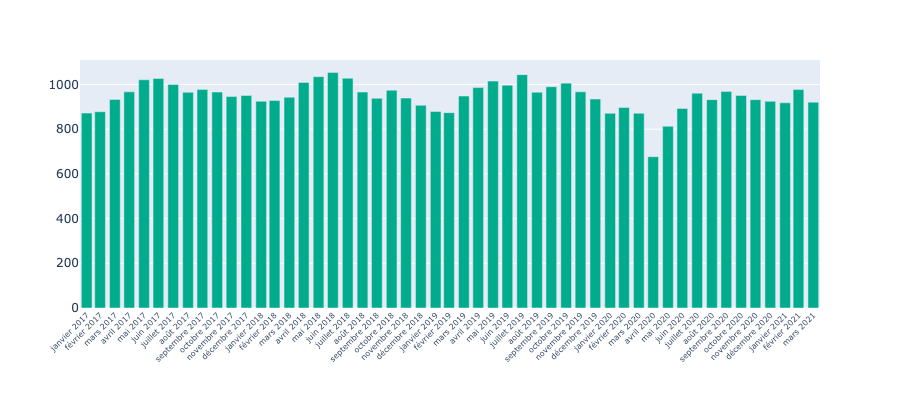 1000
800
600
400
200
0
janvier 2017
février 2017
mars 2017
avril 2017
mai 2017
juin 2017
juillet 2017
août 2017
septembre 2017
octobre 2017
novembre 2017
décembre 2017
janvier 2018
février 2018
mars 2018
avril 2018
mai 2018
juin 2018
juillet 2018
août 2018
septembre 2018
octobre 2018
novembre 2018
décembre 2018
janvier 2019
février 2019
mars 2019
avril 2019
mai 2019
juin 2019
juillet 2019
août 2019
septembre 2019
octobre 2019
novembre 2019
décembre 2019
janvier 2020
février 2020
mars 2020
avril 2020
mai 2020
juin 2020
juillet 2020
août 2020
septembre 2020
octobre 2020
novembre 2020
décembre 2020
janvier 2021
février 2021
mars 2021